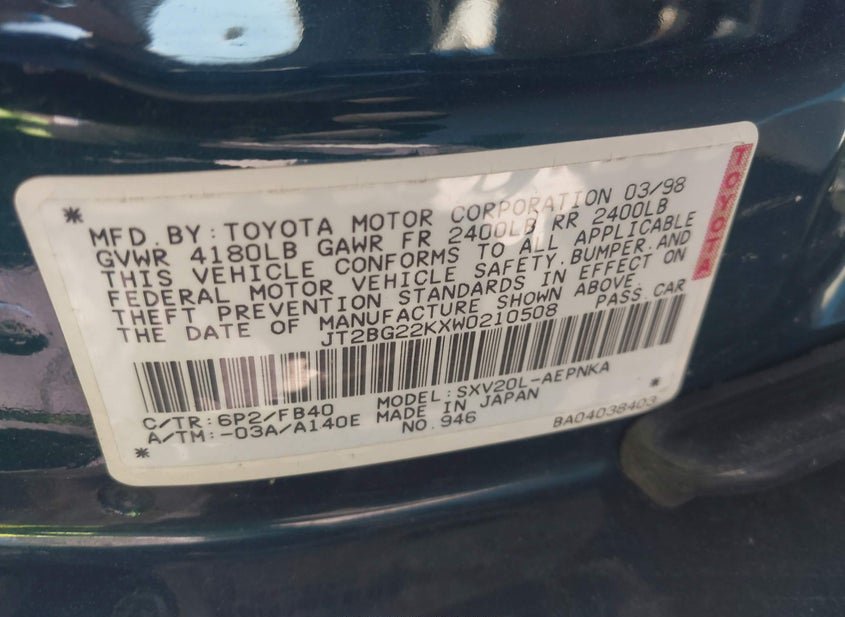 MFD. BY: TOYOTA MOTOR CORPORATION 03/98
GVWR 4180LB GAWR FR 2400LB RR 2400LB
THIS VEHICLE CONFORMS TO ALL APPLICABLE
FEDERAL MOTOR VEHICLE SAFETY, BUMPER, AND
THEFT PREVENTION STANDARDS IN EFFECT ON
THE DATE OF MANUFACTURE SHOWN ABOVE.
JT2BG22KXW0210508 PASS. CAR
C/TR: 6P2/FB40 MODEL: SXV20L-AEPNKA
A/TM: -03A/A140E MADE IN JAPAN
NO. 946 BA04038403
TOYOTA